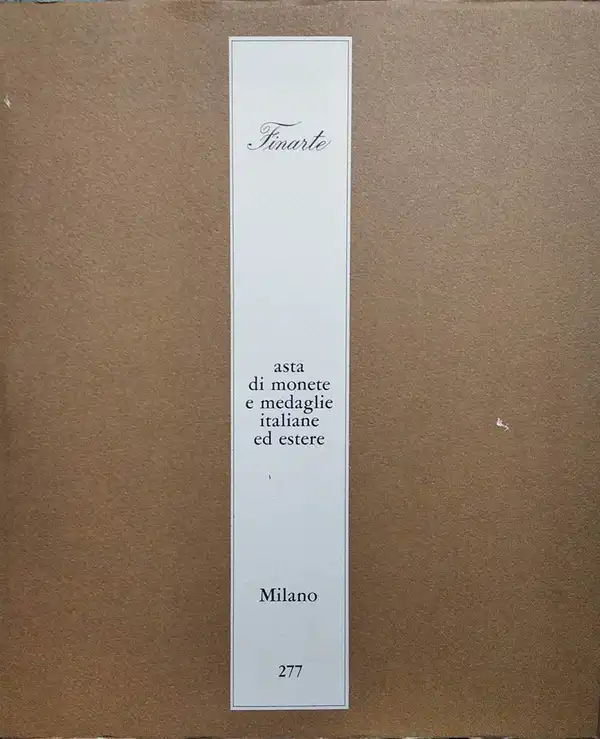 Finarte
asta
di monete
e medaglie
italiane
ed estere
Milano
277